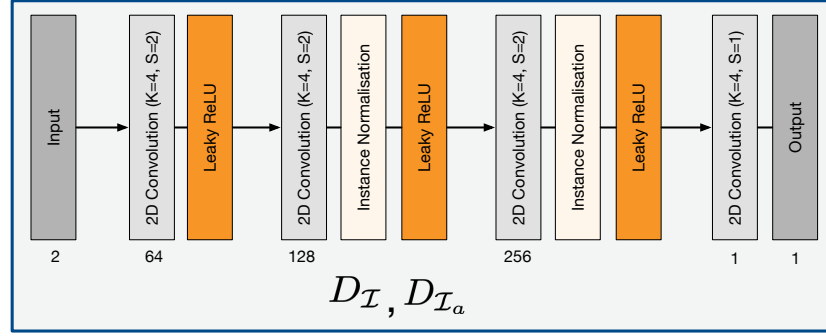 Input
2D Convolution (K=4, S=2)
Leaky ReLU
2D Convolution (K=4, S=2)
Instance Normalisation
Leaky ReLU
2D Convolution (K=4, S=2)
Instance Normalisation
Leaky ReLU
2D Convolution (K=4, S=1)
Output
2 64 128 256 1 1
D_ℐ, D_ℐₐ